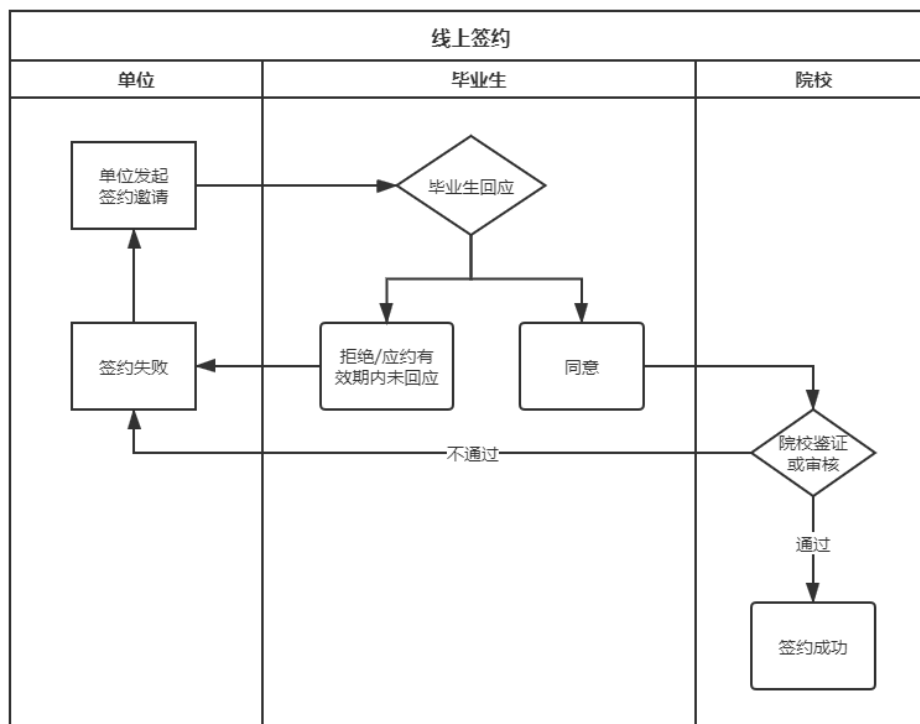 线上签约
单位
毕业生
院校
单位发起
签约邀请
毕业生回应
签约失败
拒绝/应约有
效期内未回应
同意
不通过
院校鉴证
或审核
通过
签约成功